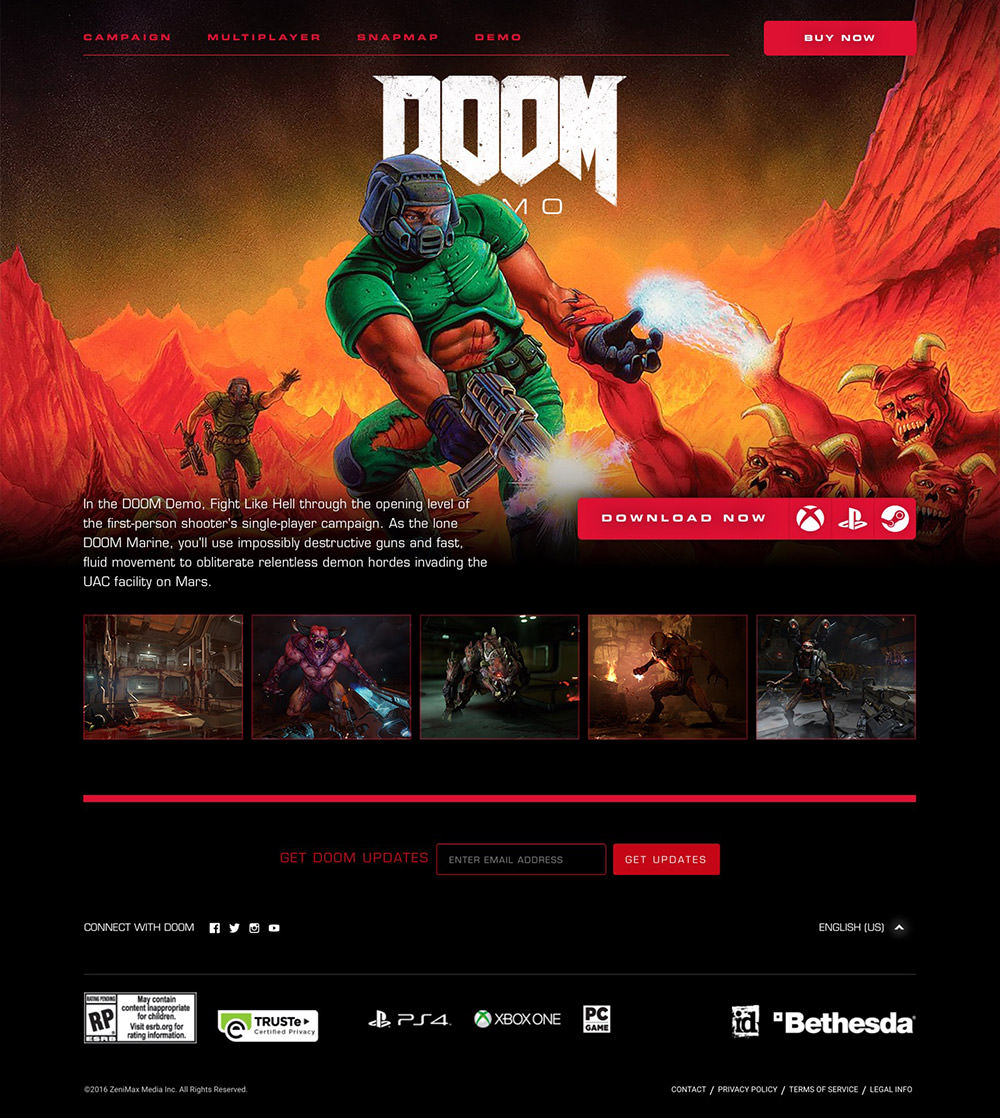 CAMPAIGN MULTIPLAYER SNAPMAP DEMO BUY NOW
DOOM
MO
In the DOOM Demo, Fight Like Hell through the opening level of
the first-person shooter's single-player campaign. As the lone
DOOM Marine, you'll use impossibly destructive guns and fast,
fluid movement to obliterate relentless demon hordes invading the
UAC facility on Mars.
DOWNLOAD NOW
GET DOOM UPDATES ENTER EMAIL ADDRESS GET UPDATES
CONNECT WITH DOOM ENGLISH (US)
RATING PENDING
RP
ESRB
May contain
content inappropriate
for children.
Visit esrb.org for
rating information.
TRUSTe
Certified Privacy
PS4
XBOX ONE
PC
GAME
id
Bethesda
©2016 ZeniMax Media Inc. All Rights Reserved. CONTACT / PRIVACY POLICY / TERMS OF SERVICE / LEGAL INFO